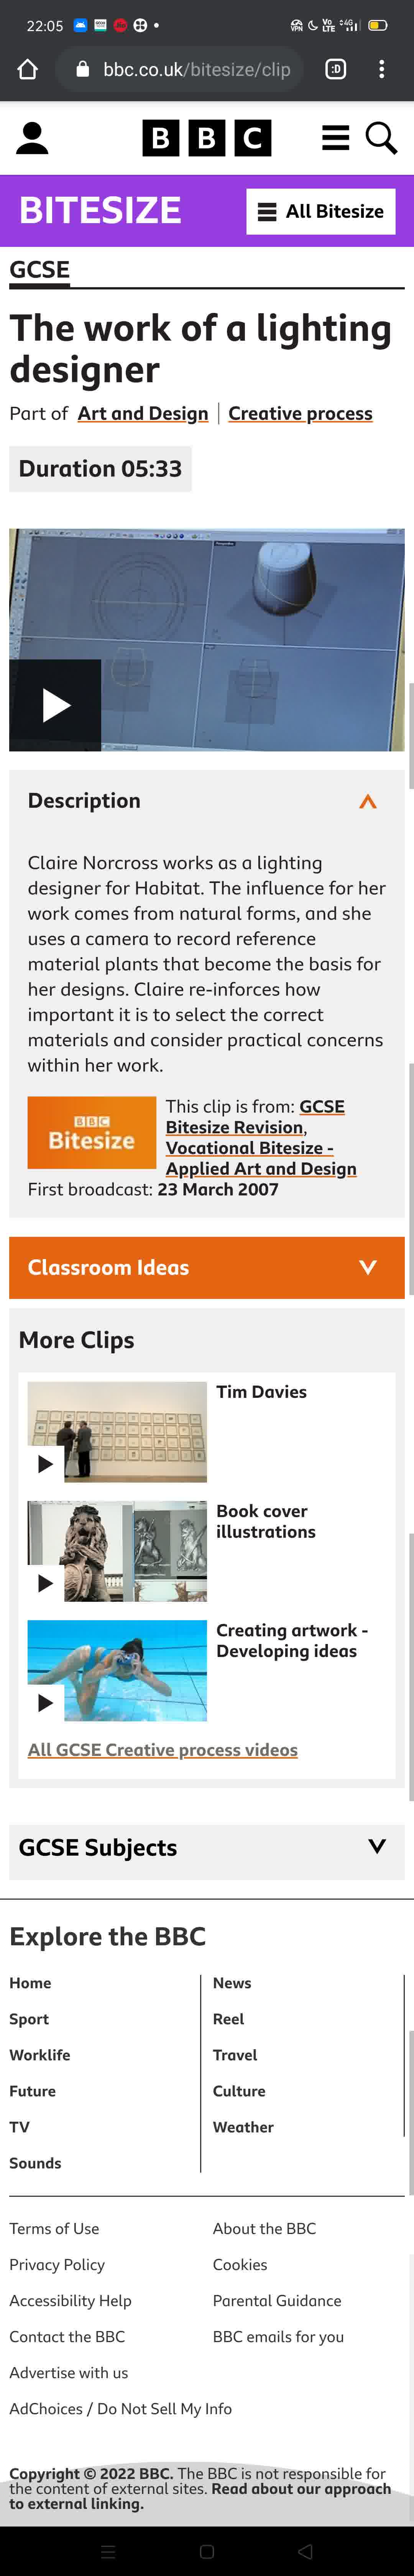 22:05
VPN Vo LTE 4G
bbc.co.uk/bitesize/clip
:D
BBC
BITESIZE
All Bitesize
GCSE
The work of a lighting
designer
Part of Art and Design | Creative process
Duration 05:33
Description
Claire Norcross works as a lighting
designer for Habitat. The influence for her
work comes from natural forms, and she
uses a camera to record reference
material plants that become the basis for
her designs. Claire re-inforces how
important it is to select the correct
materials and consider practical concerns
within her work.
BBC
Bitesize
This clip is from: GCSE
Bitesize Revision,
Vocational Bitesize -
Applied Art and Design
First broadcast: 23 March 2007
Classroom Ideas
More Clips
Tim Davies
Book cover
illustrations
Creating artwork -
Developing ideas
All GCSE Creative process videos
GCSE Subjects
Explore the BBC
Home
News
Sport
Reel
Worklife
Travel
Future
Culture
TV
Weather
Sounds
Terms of Use
About the BBC
Privacy Policy
Cookies
Accessibility Help
Parental Guidance
Contact the BBC
BBC emails for you
Advertise with us
AdChoices / Do Not Sell My Info
Copyright © 2022 BBC. The BBC is not responsible for
the content of external sites. Read about our approach
to external linking.